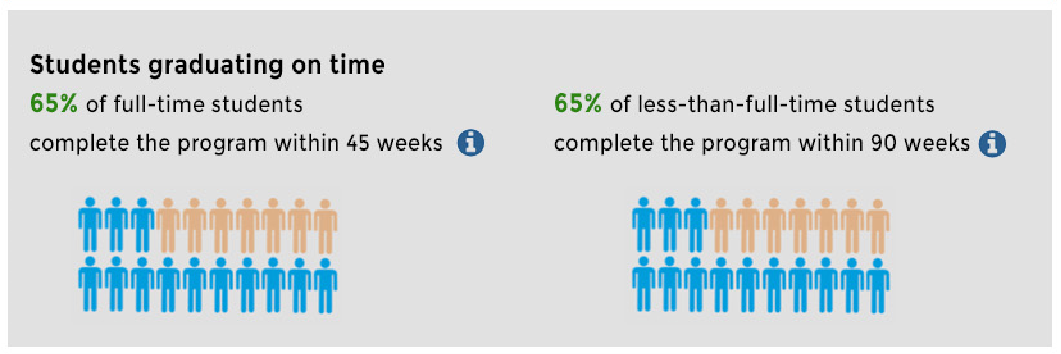 Students graduating on time
65% of full-time students
complete the program within 45 weeks
65% of less-than-full-time students
complete the program within 90 weeks